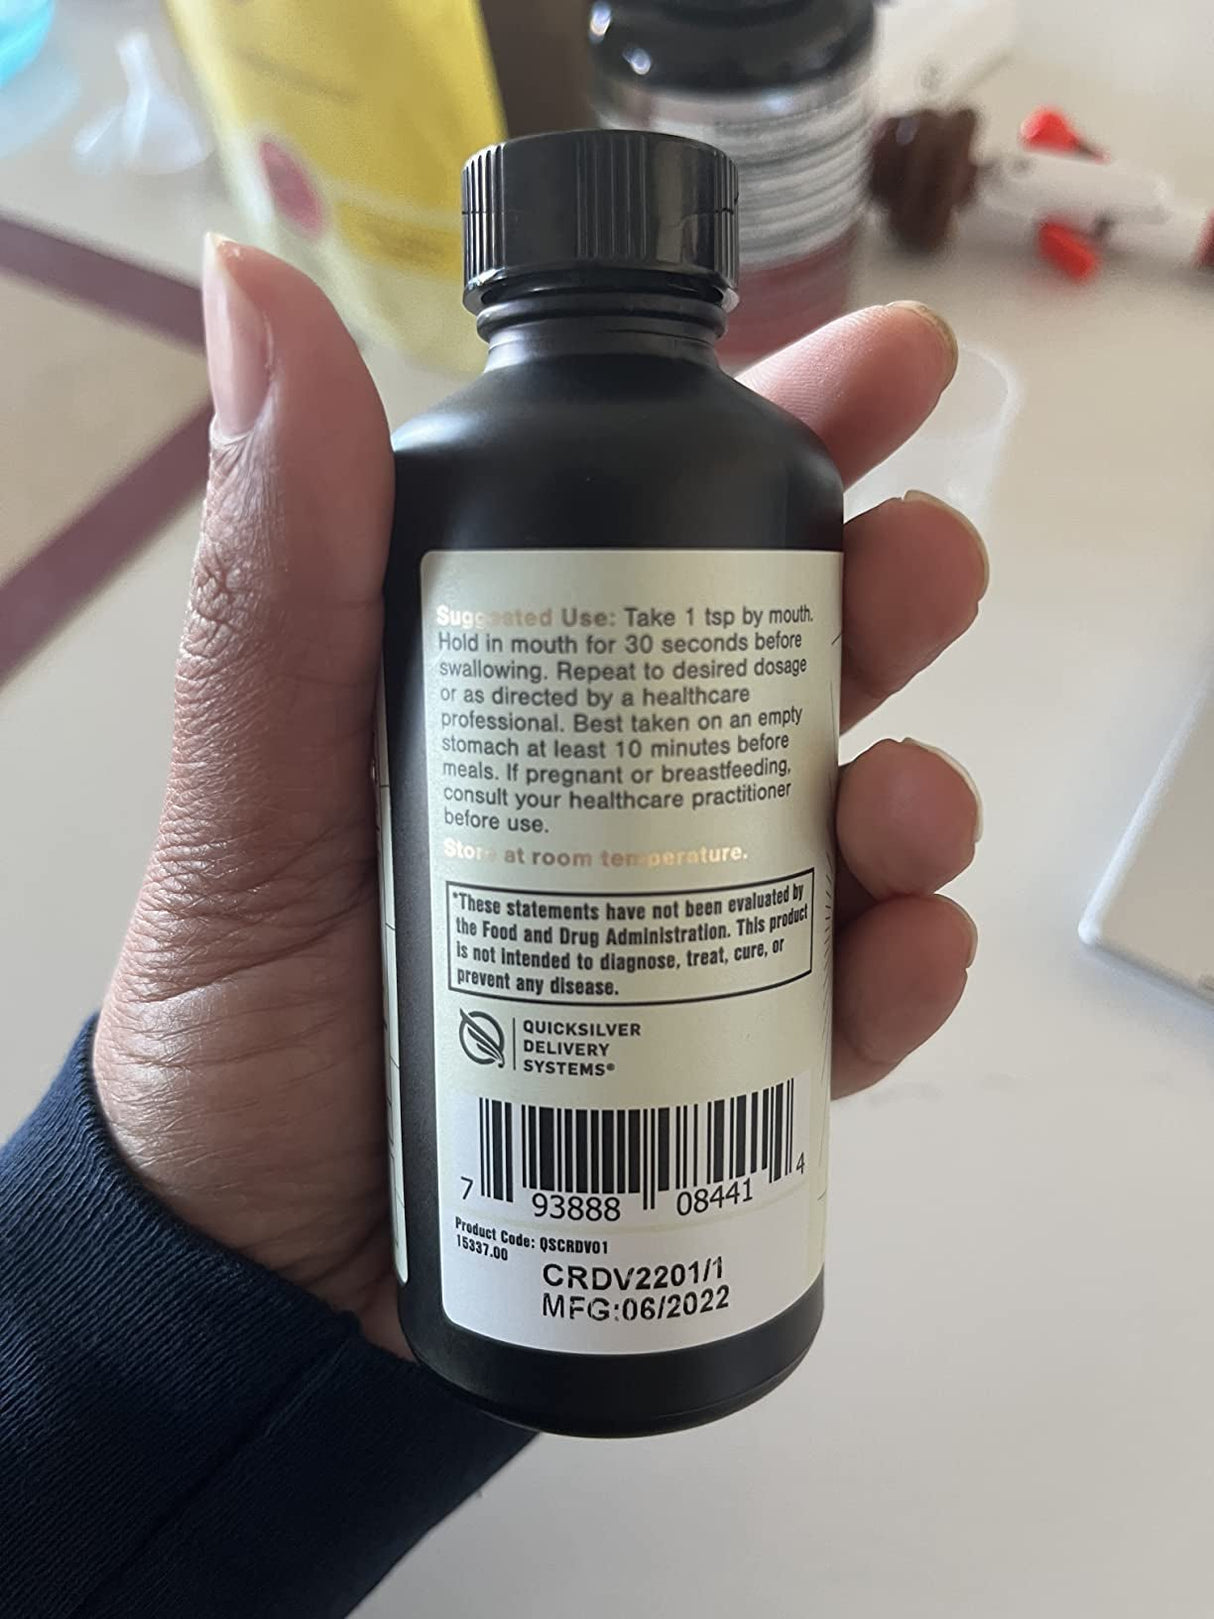 Suggested Use: Take 1 tsp by mouth.
Hold in mouth for 30 seconds before
swallowing. Repeat to desired dosage
or as directed by a healthcare
professional. Best taken on an empty
stomach at least 10 minutes before
meals. If pregnant or breastfeeding,
consult your healthcare practitioner
before use.
Store at room temperature.
*These statements have not been evaluated by
the Food and Drug Administration. This product
is not intended to diagnose, treat, cure, or
prevent any disease.
QUICKSILVER
DELIVERY
SYSTEMS®
7 93888 08441 4
Product Code: QSCRDV01
15337.00
CRDV2201/1
MFG:06/2022